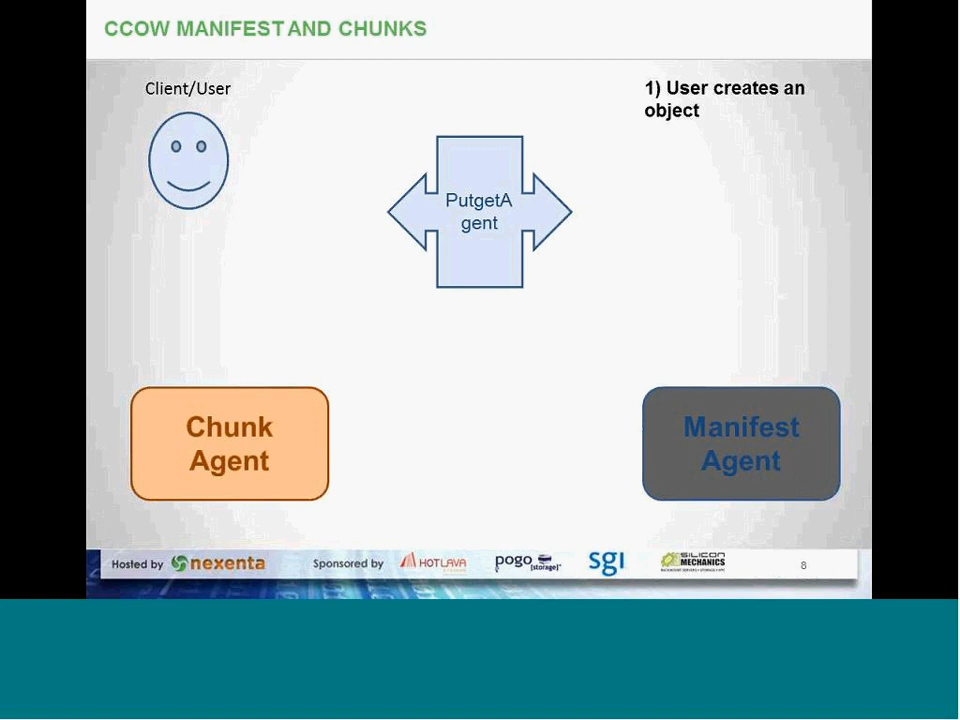 CCOW MANIFEST AND CHUNKS
Client/User
1) User creates an
object
PutgetA
gent
Chunk
Agent
Manifest
Agent
Hosted by nexenta Sponsored by HOTLAVA pogo [storage] sgi SILICON
MECHANICS
8